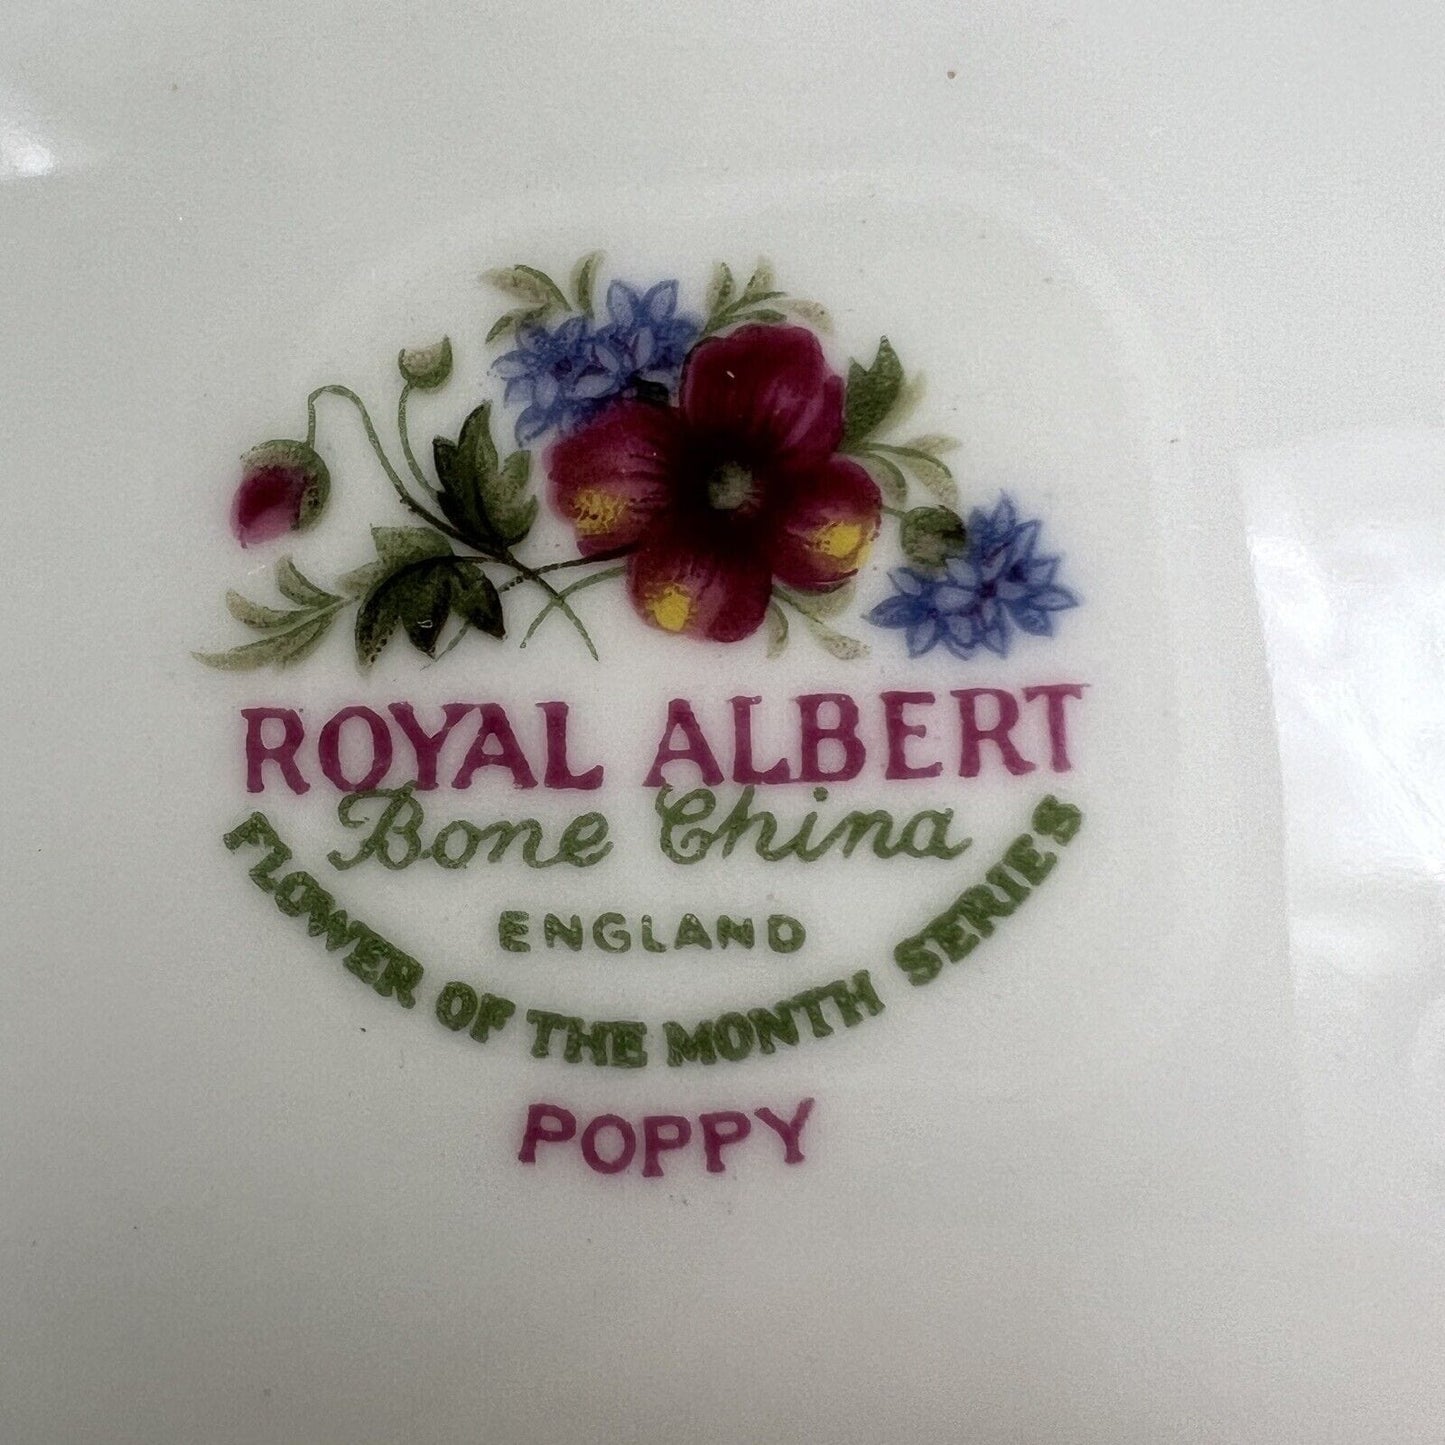 ROYAL ALBERT
Bone China
ENGLAND
FLOWER OF THE MONTH SERIES
POPPY